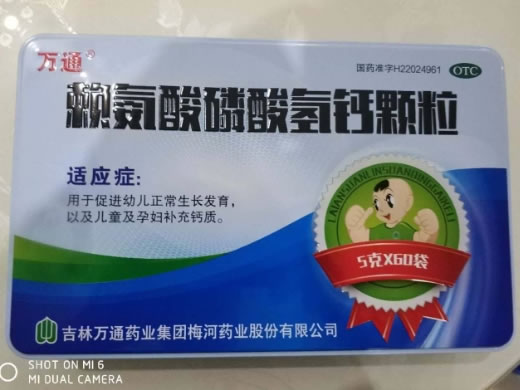 万通®
国药准字H22024961
OTC
赖氨酸磷酸氢钙颗粒
适应症:
用于促进幼儿正常生长发育,
以及儿童及孕妇补充钙质。
5克X60袋
吉林万通药业集团梅河药业股份有限公司
SHOT ON MI 6
MI DUAL CAMERA